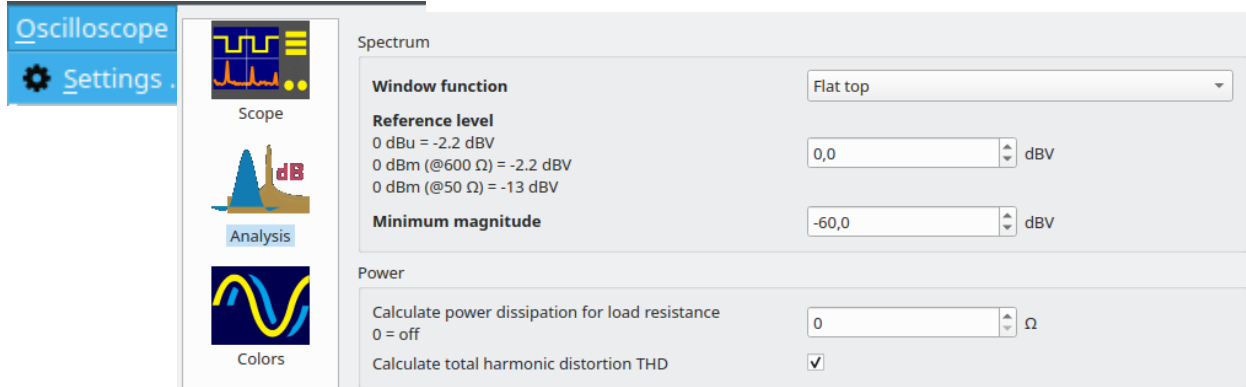 Oscilloscope
Settings .
Scope
dB
Analysis
Colors
Spectrum
Window function
Flat top
Reference level
0 dBu = -2.2 dBV
0 dBm (@600 Ω) = -2.2 dBV
0 dBm (@50 Ω) = -13 dBV
0,0
dBV
Minimum magnitude
-60,0
dBV
Power
Calculate power dissipation for load resistance
0 = off
0
Ω
Calculate total harmonic distortion THD